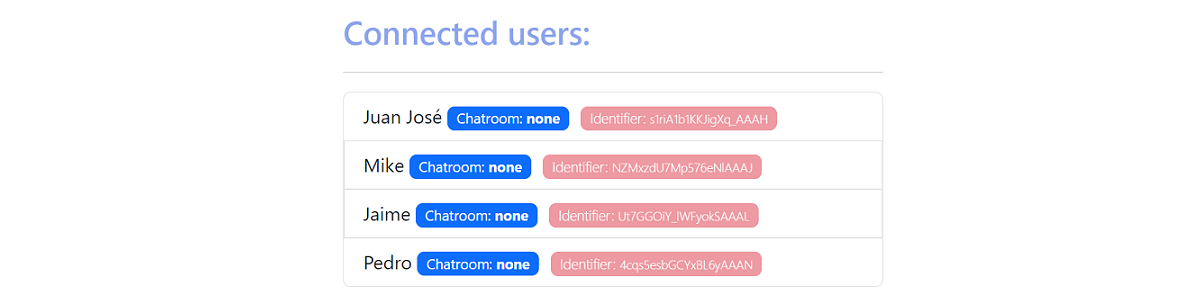 Connected users:
Juan José Chatroom: none Identifier: s1riA1b1KKJigXq_AAAH
Mike Chatroom: none Identifier: NZMxzdU7Mp576eNlAAAJ
Jaime Chatroom: none Identifier: Ut7GGOiY_lWFyokSAAAL
Pedro Chatroom: none Identifier: 4cqs5esbGCYxBL6yAAAN